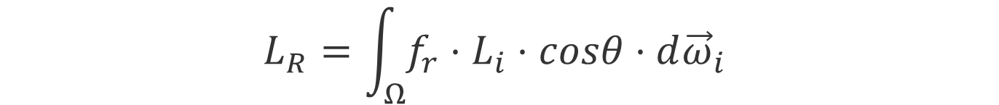 L_R = ∫_Ω f_r · L_i · cosθ · dω⃗_i